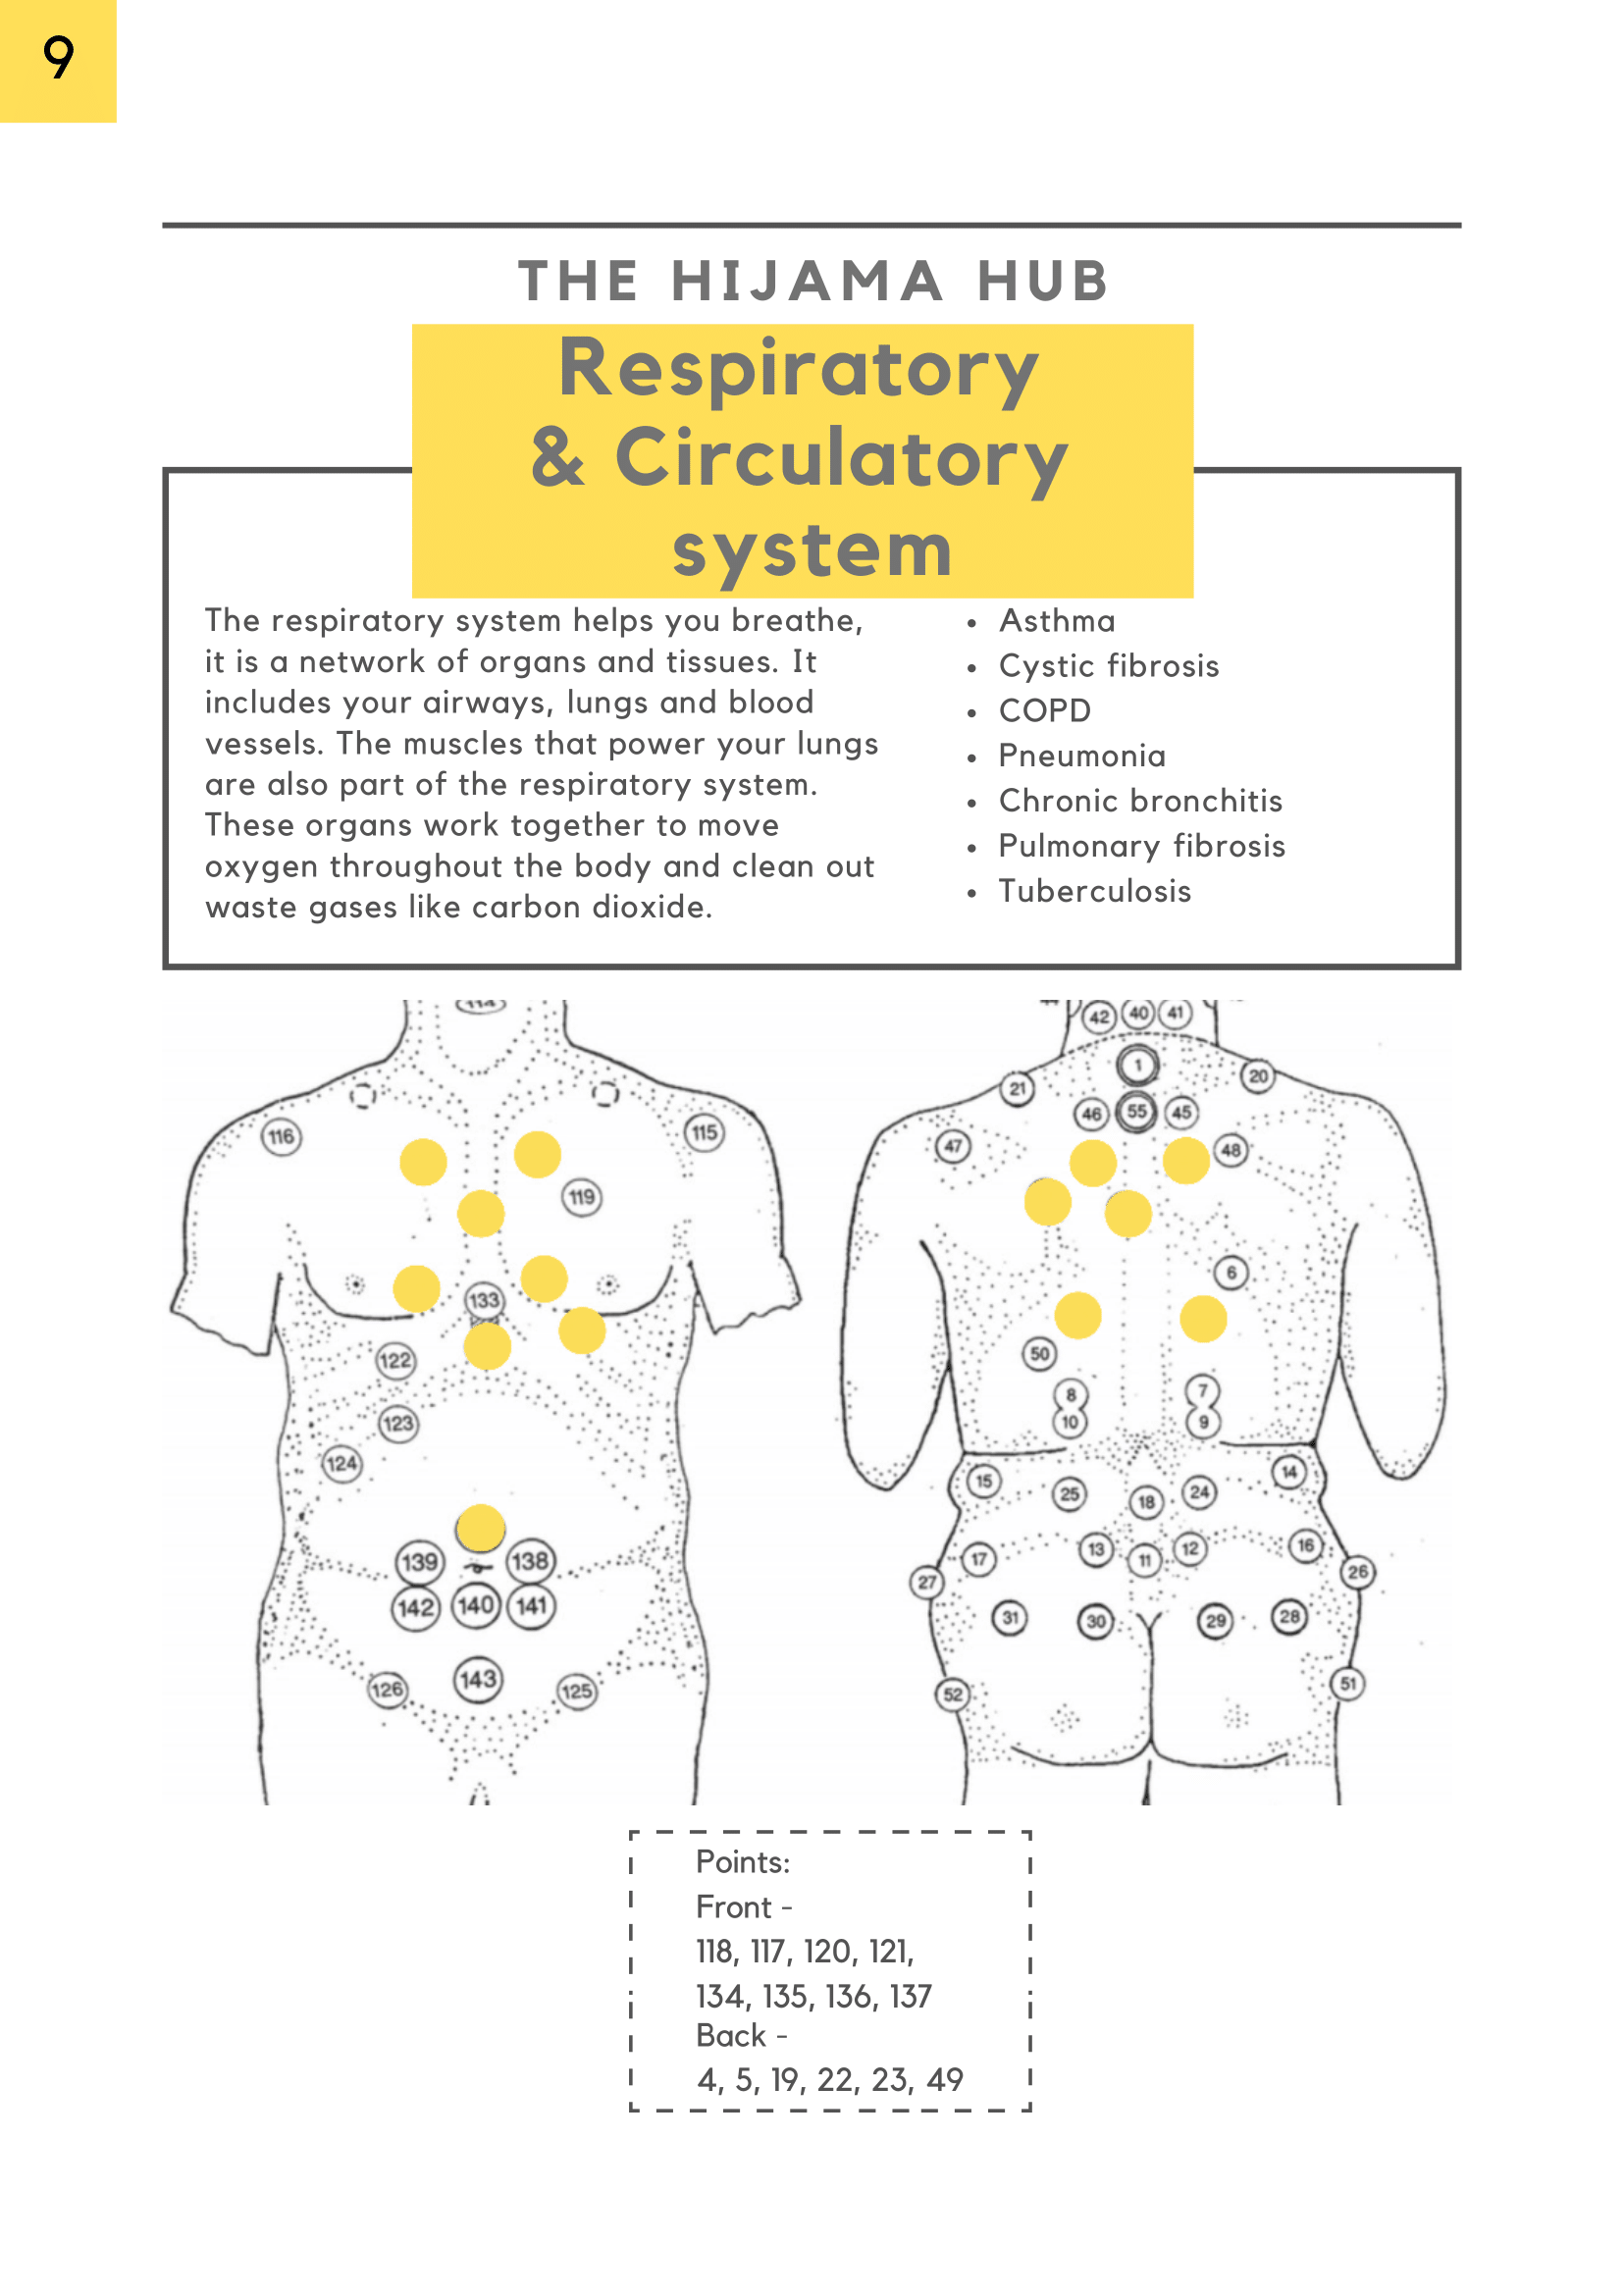 9
THE HIJAMA HUB
Respiratory
& Circulatory
system
The respiratory system helps you breathe,
it is a network of organs and tissues. It
includes your airways, lungs and blood
vessels. The muscles that power your lungs
are also part of the respiratory system.
These organs work together to move
oxygen throughout the body and clean out
waste gases like carbon dioxide.
• Asthma
• Cystic fibrosis
• COPD
• Pneumonia
• Chronic bronchitis
• Pulmonary fibrosis
• Tuberculosis
114
116
115
119
133
122
123
124
139
138
142
140
141
143
126
125
42
40
41
1
21
20
46
55
45
47
48
6
50
8
7
10
9
15
14
25
18
24
17
13
11
12
16
27
26
31
30
29
28
52
51
Points:
Front -
118, 117, 120, 121,
134, 135, 136, 137
Back -
4, 5, 19, 22, 23, 49